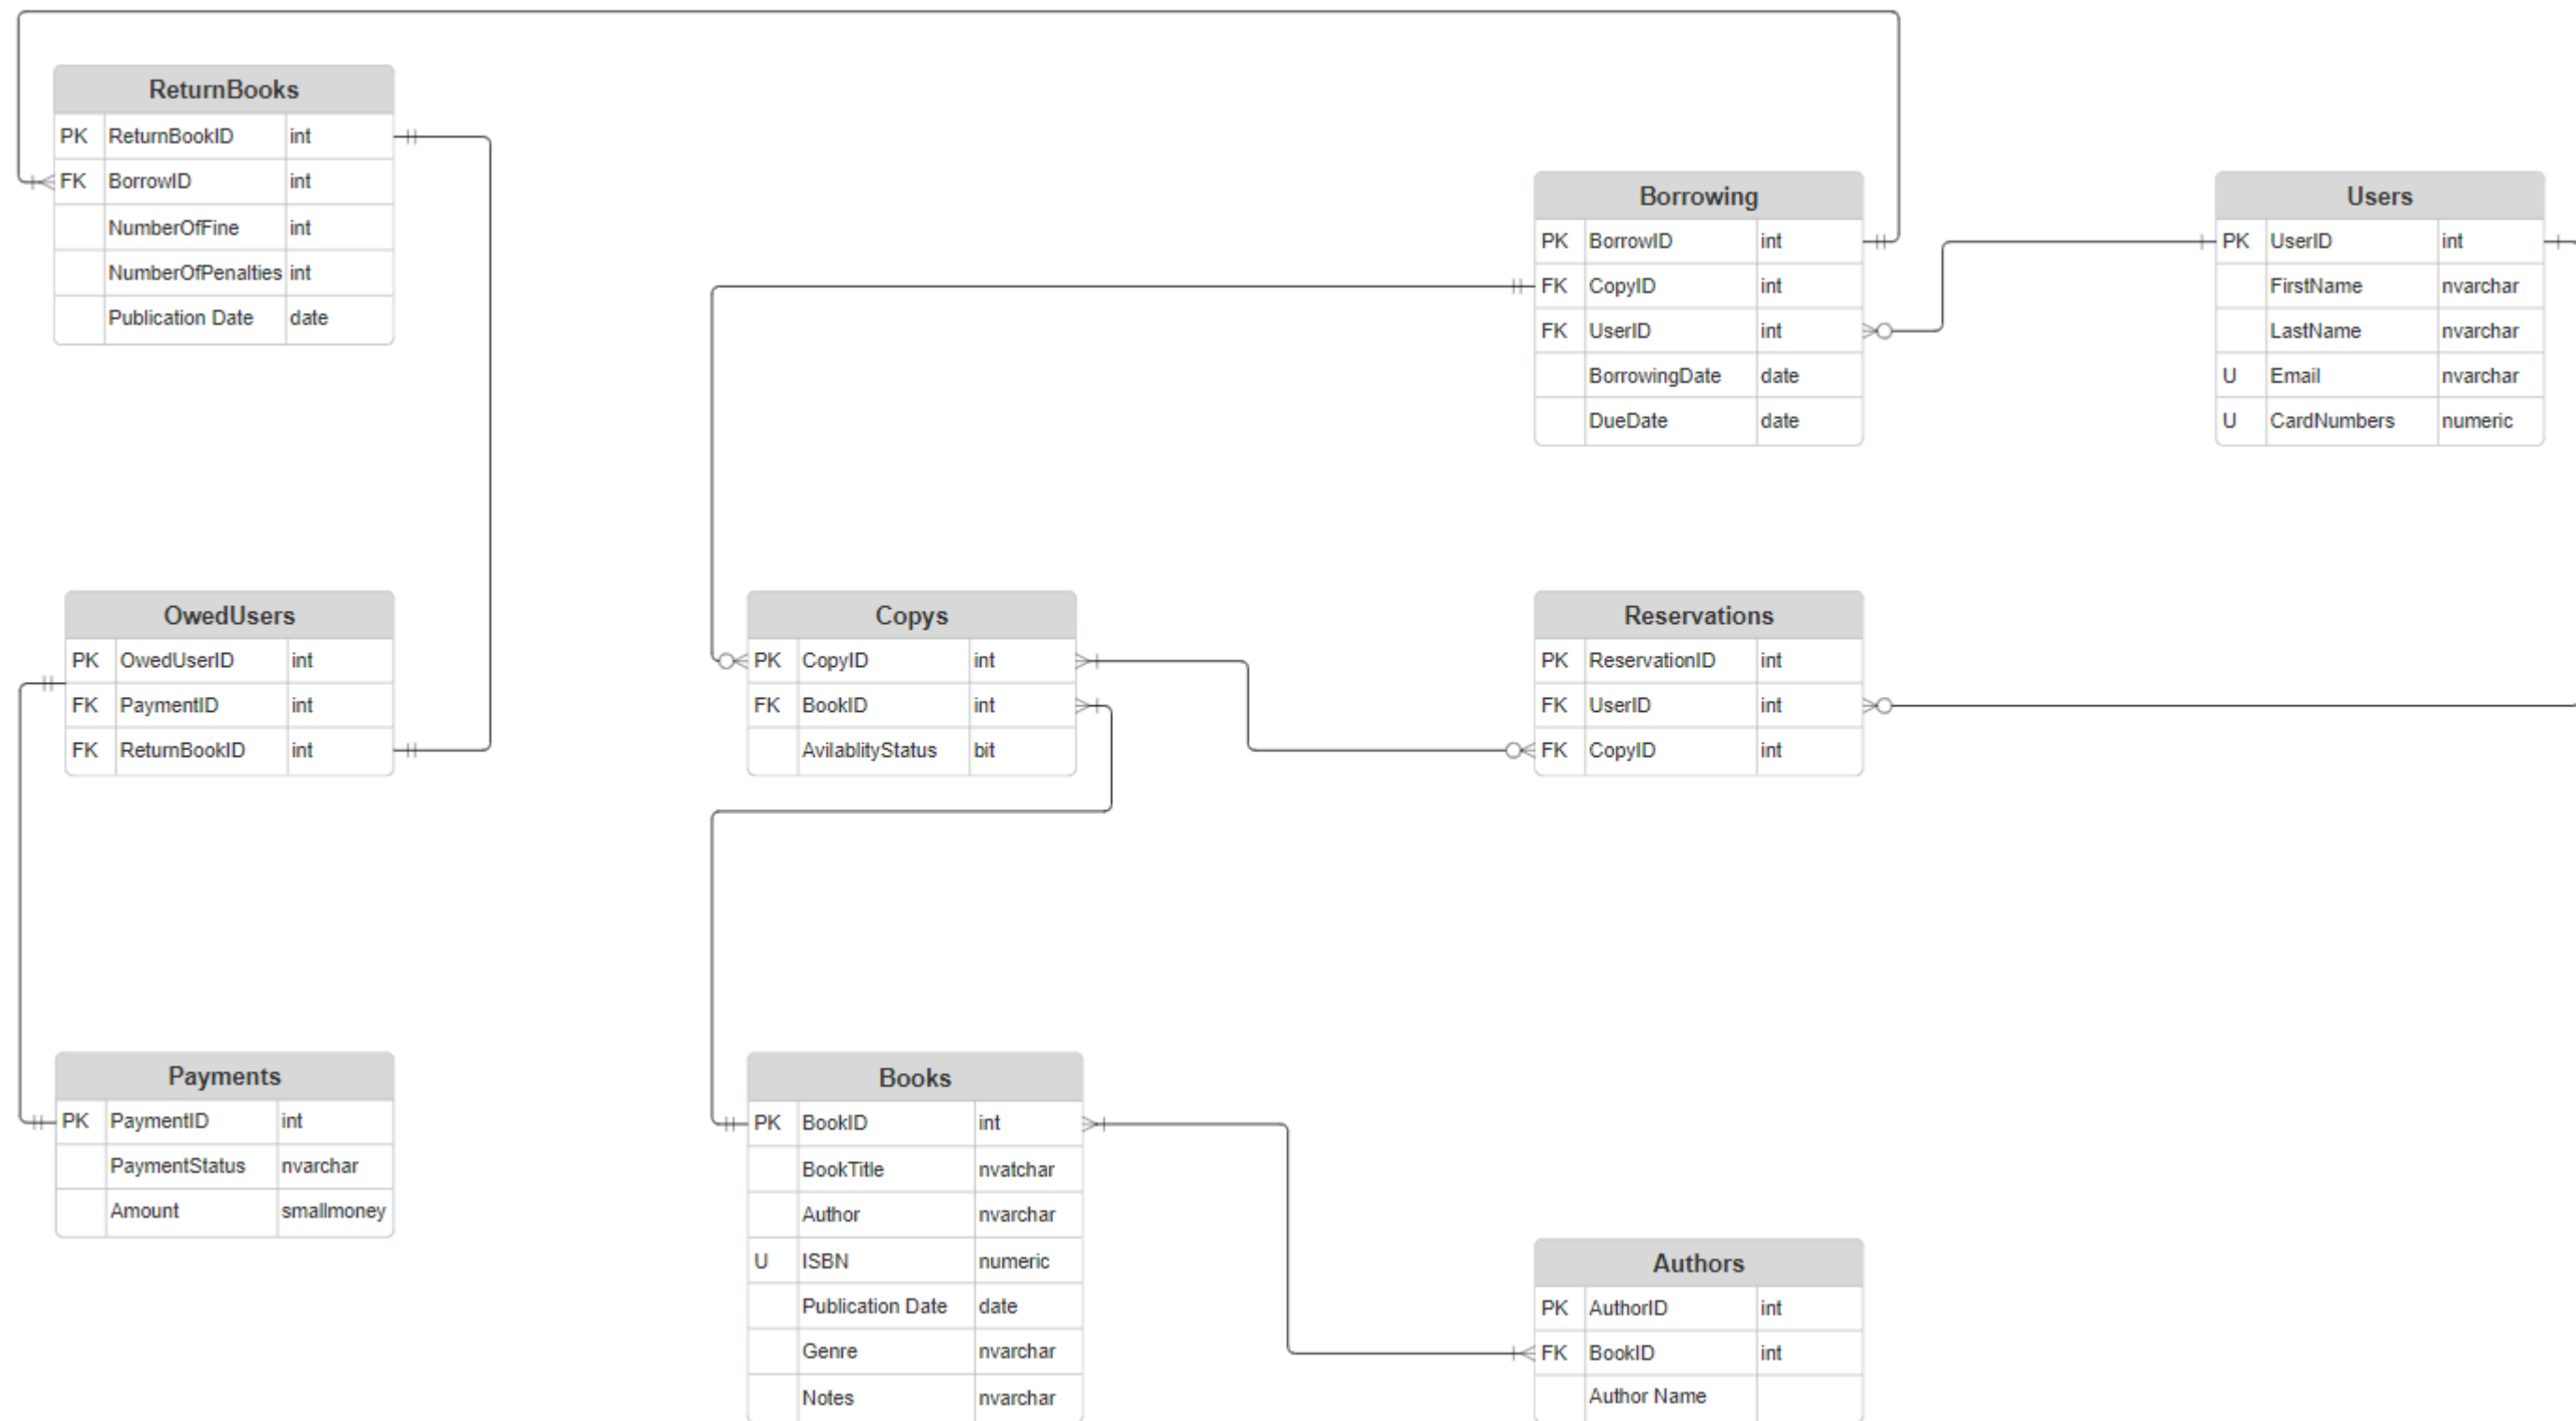 ReturnBooks
PK ReturnBookID int
FK BorrowID int
NumberOfFine int
NumberOfPenalties int
Publication Date date
Borrowing
PK BorrowID int
FK CopyID int
FK UserID int
BorrowingDate date
DueDate date
Users
PK UserID int
FirstName nvarchar
LastName nvarchar
U Email nvarchar
U CardNumbers numeric
OwedUsers
PK OwedUserID int
FK PaymentID int
FK ReturnBookID int
Copys
PK CopyID int
FK BookID int
AvilablityStatus bit
Reservations
PK ReservationID int
FK UserID int
FK CopyID int
Payments
PK PaymentID int
PaymentStatus nvarchar
Amount smallmoney
Books
PK BookID int
BookTitle nvatchar
Author nvarchar
U ISBN numeric
Publication Date date
Genre nvarchar
Notes nvarchar
Authors
PK AuthorID int
FK BookID int
Author Name